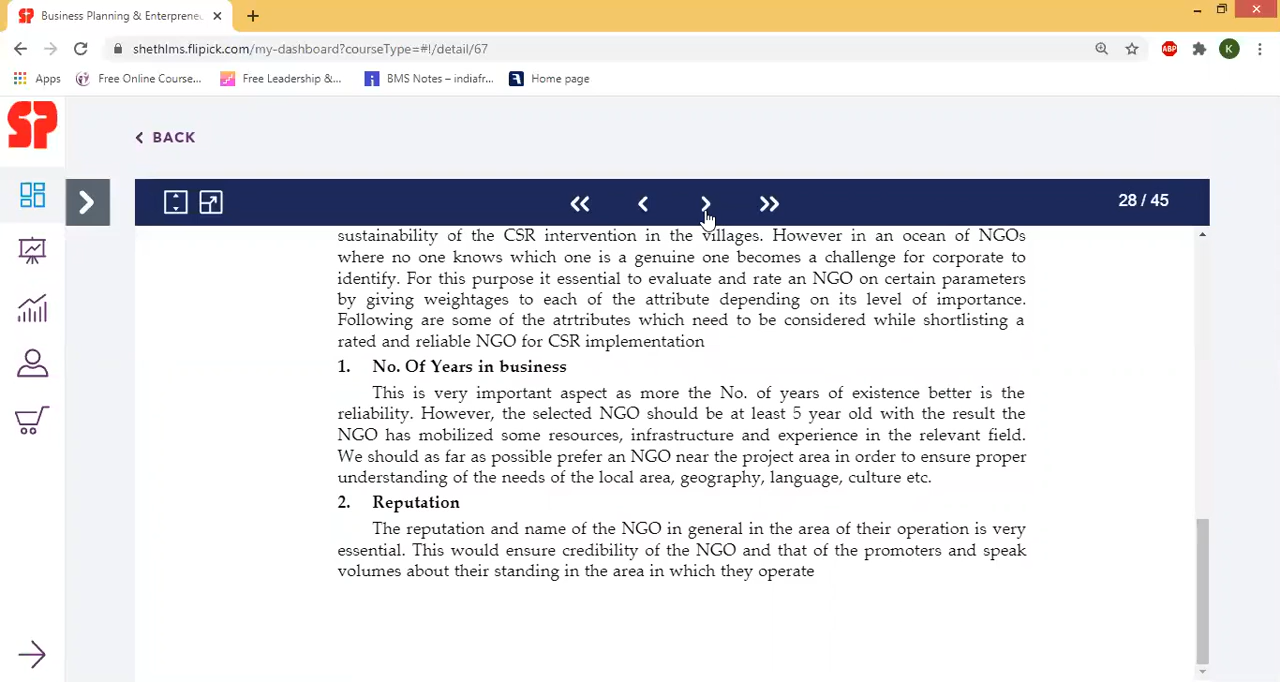 Business Planning & Enterpreneu
shethlms.flipick.com/my-dashboard?courseType=#!/detail/67
ABP
K
Apps
Free Online Course...
Free Leadership &...
BMS Notes – indiafr...
Home page
SP
BACK
28 / 45
sustainability of the CSR intervention in the villages. However in an ocean of NGOs
where no one knows which one is a genuine one becomes a challenge for corporate to
identify. For this purpose it essential to evaluate and rate an NGO on certain parameters
by giving weightages to each of the attribute depending on its level of importance.
Following are some of the atrtributes which need to be considered while shortlisting a
rated and reliable NGO for CSR implementation
1. No. Of Years in business
This is very important aspect as more the No. of years of existence better is the
reliability. However, the selected NGO should be at least 5 year old with the result the
NGO has mobilized some resources, infrastructure and experience in the relevant field.
We should as far as possible prefer an NGO near the project area in order to ensure proper
understanding of the needs of the local area, geography, language, culture etc.
2. Reputation
The reputation and name of the NGO in general in the area of their operation is very
essential. This would ensure credibility of the NGO and that of the promoters and speak
volumes about their standing in the area in which they operate